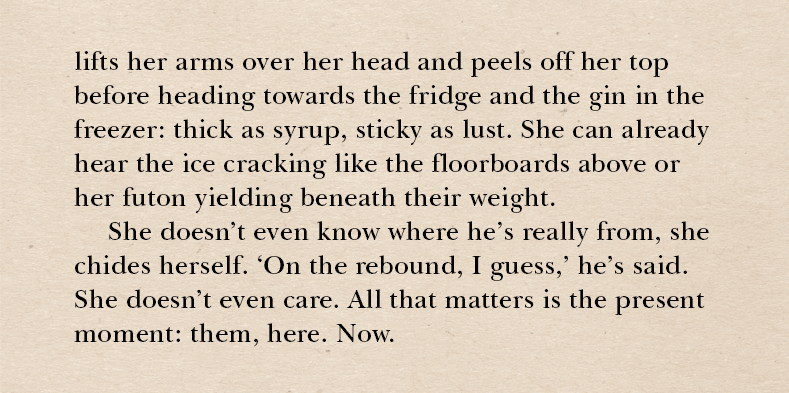 lifts her arms over her head and peels off her top
before heading towards the fridge and the gin in the
freezer: thick as syrup, sticky as lust. She can already
hear the ice cracking like the floorboards above or
her futon yielding beneath their weight.
She doesn’t even know where he’s really from, she
chides herself. ‘On the rebound, I guess,’ he’s said.
She doesn’t even care. All that matters is the present
moment: them, here. Now.